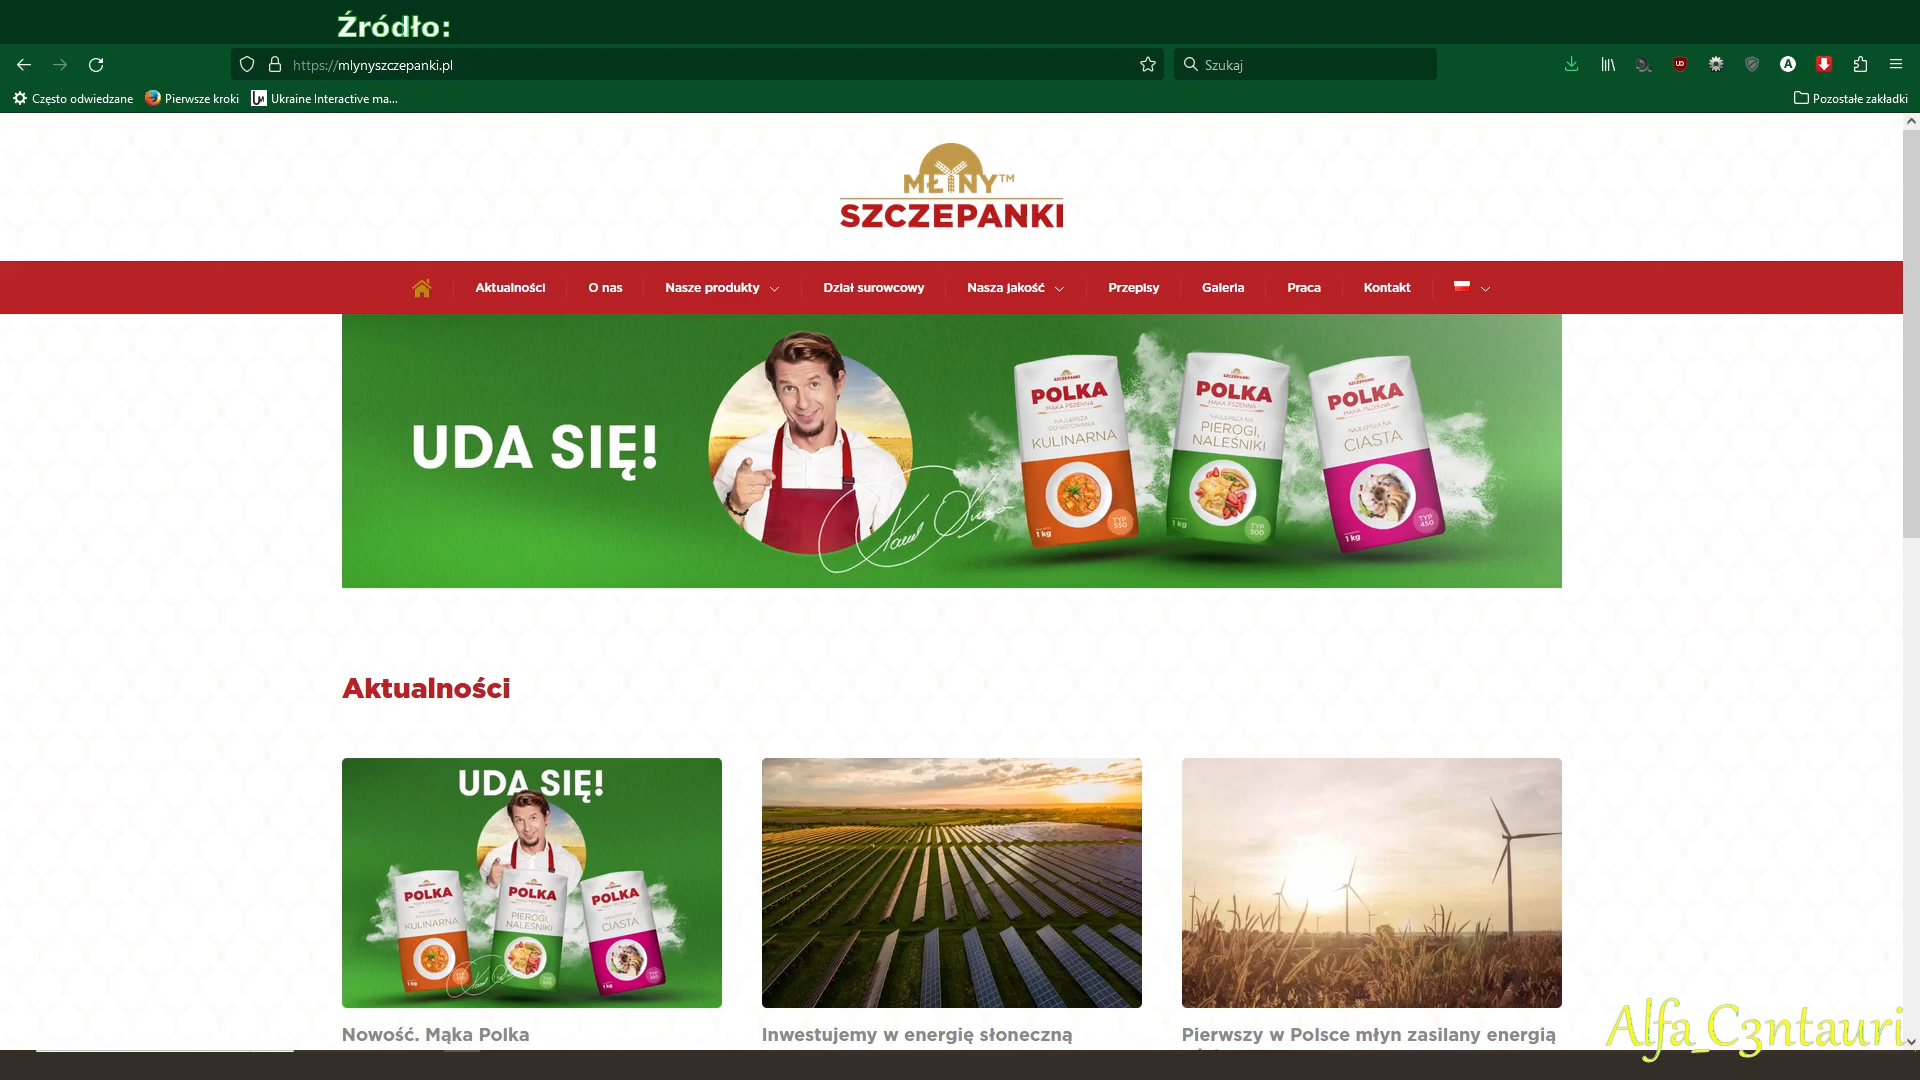 Źródło:
https://mlynyszczepanki.pl
Szukaj
Często odwiedzane
Pierwsze kroki
Ukraine Interactive ma...
Pozostałe zakładki
MŁYNY™
SZCZEPANKI
Aktualności
O nas
Nasze produkty
Dział surowcowy
Nasza jakość
Przepisy
Galeria
Praca
Kontakt
UDA SIĘ!
SZCZEPANKI
POLKA
MĄKA PSZENNA
NAJLEPSZA
DO GOTOWANIA
KULINARNA
TYP
550
1 kg
SZCZEPANKI
POLKA
MĄKA PSZENNA
NAJLEPSZA NA
PIEROGI,
NALEŚNIKI
TYP
500
1 kg
SZCZEPANKI
POLKA
MĄKA PSZENNA
NAJLEPSZA NA
CIASTA
TYP
450
1 kg
Aktualności
UDA SIĘ!
POLKA
KULINARNA
POLKA
PIEROGI,
NALEŚNIKI
POLKA
CIASTA
Nowość. Mąka Polka
Inwestujemy w energię słoneczną
Pierwszy w Polsce młyn zasilany energią
Alfa_C3ntauri